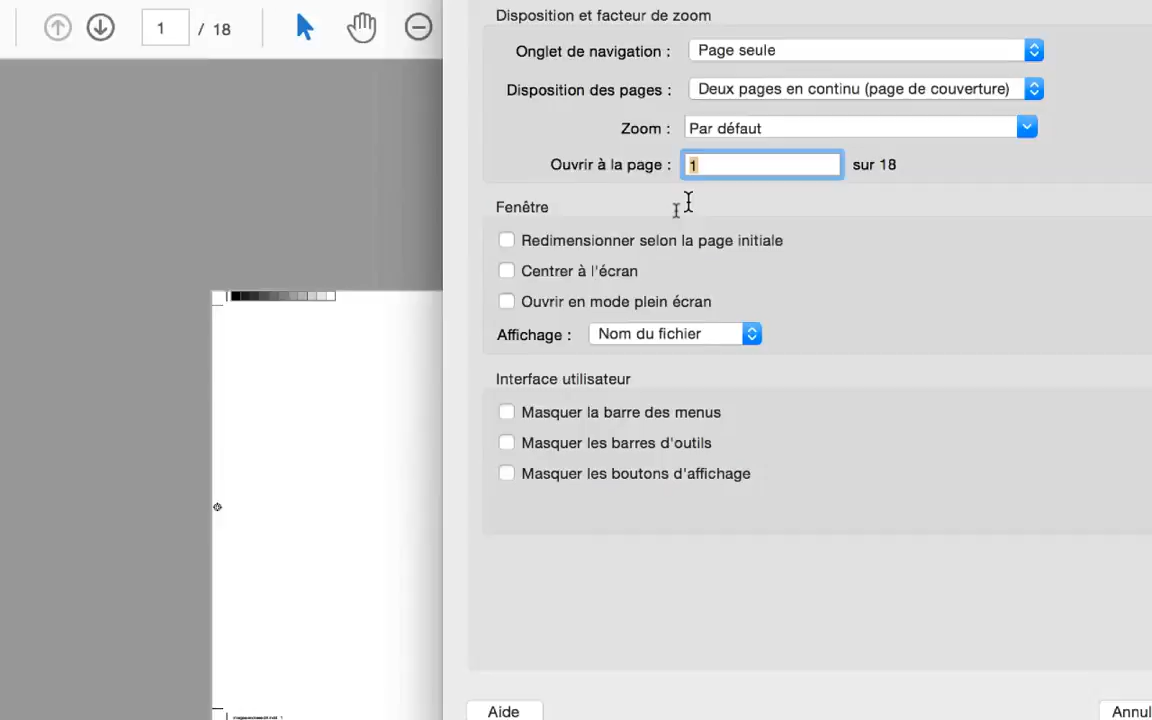 1 / 18
Disposition et facteur de zoom
Onglet de navigation : Page seule
Disposition des pages : Deux pages en continu (page de couverture)
Zoom : Par défaut
Ouvrir à la page : 1 sur 18
Fenêtre
Redimensionner selon la page initiale
Centrer à l'écran
Ouvrir en mode plein écran
Affichage : Nom du fichier
Interface utilisateur
Masquer la barre des menus
Masquer les barres d'outils
Masquer les boutons d'affichage
Aide Annul